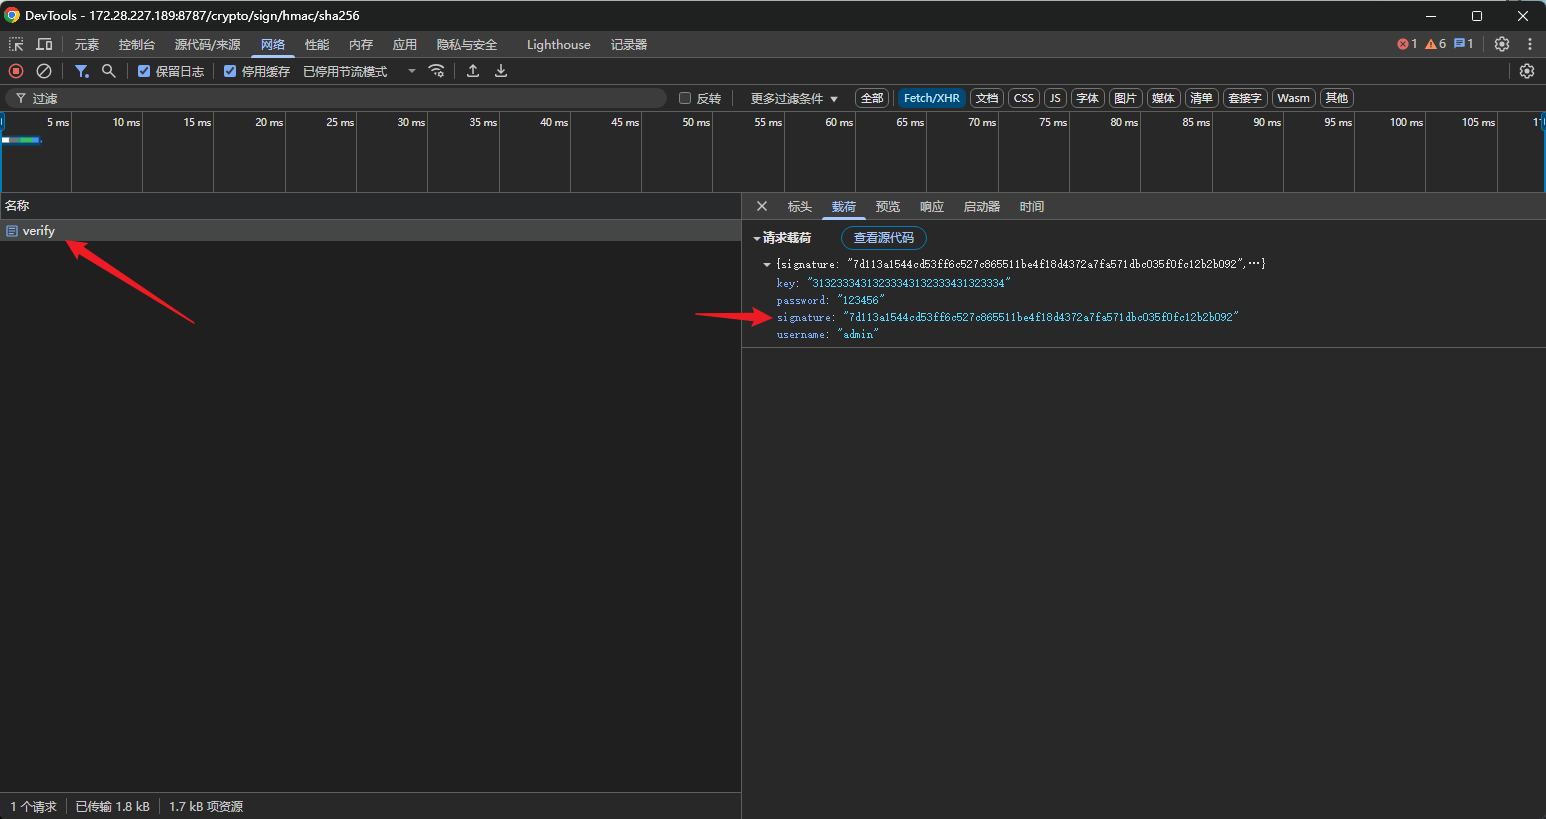 DevTools - 172.28.227.189:8787/crypto/sign/hmac/sha256
元素 控制台 源代码/来源 网络 性能 内存 应用 隐私与安全 Lighthouse 记录器 1 6 1
保留日志 停用缓存 已停用节流模式
过滤 反转 更多过滤条件 全部 Fetch/XHR 文档 CSS JS 字体 图片 媒体 清单 套接字 Wasm 其他
5 ms 10 ms 15 ms 20 ms 25 ms 30 ms 35 ms 40 ms 45 ms 50 ms 55 ms 60 ms 65 ms 70 ms 75 ms 80 ms 85 ms 90 ms 95 ms 100 ms 105 ms
名称
标头 载荷 预览 响应 启动器 时间
verify
请求载荷 查看源代码
{signature: "7d113a1544cd53ff6c527c865511be4f18d4372a7fa571dbc035f0fc12b2b092",…}
key: "31323334313233343132333431323334"
password: "123456"
signature: "7d113a1544cd53ff6c527c865511be4f18d4372a7fa571dbc035f0fc12b2b092"
username: "admin"
1 个请求 已传输 1.8 kB 1.7 kB 项资源